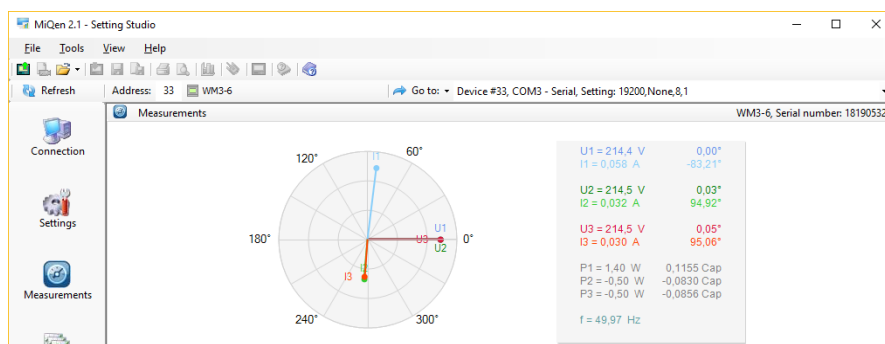 MiQen 2.1 - Setting Studio
File Tools View Help
Refresh Address: 33 WM3-6 Go to: Device #33, COM3 - Serial, Setting: 19200,None,8,1
Measurements WM3-6, Serial number: 18190532
Connection
Settings
Measurements
120° 60°
180° 0°
240° 300°
I1
U1
U3
U2
I2
I3
U1 = 214,4 V 0,00°
I1 = 0,058 A -83,21°
U2 = 214,5 V 0,03°
I2 = 0,032 A 94,92°
U3 = 214,5 V 0,05°
I3 = 0,030 A 95,06°
P1 = 1,40 W 0,1155 Cap
P2 = -0,50 W -0,0830 Cap
P3 = -0,50 W -0,0856 Cap
f = 49,97 Hz